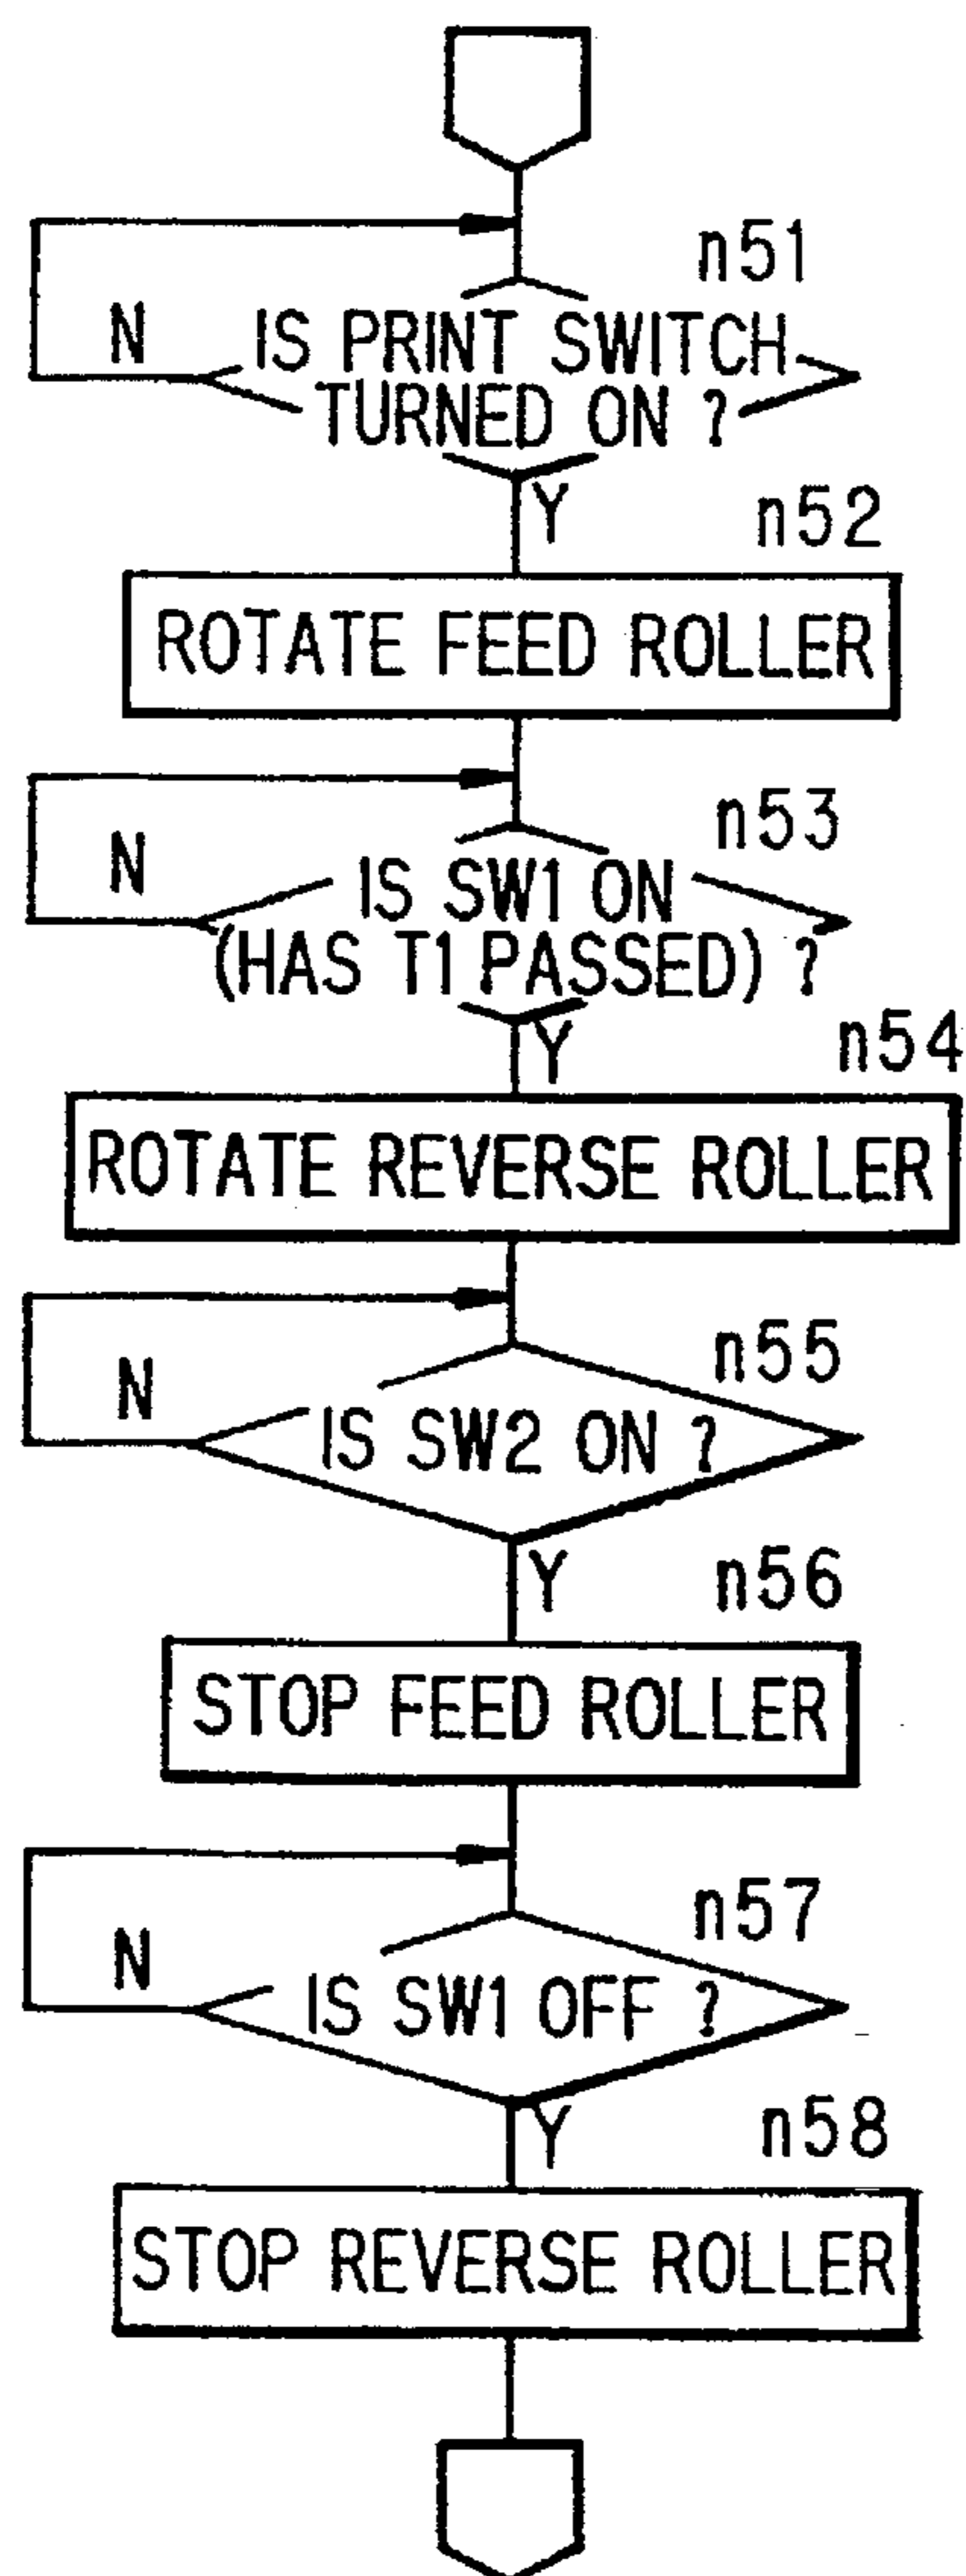 n51
N
IS PRINT SWITCH
TURNED ON ?
Y
n52
ROTATE FEED ROLLER
n53
N
IS SW1 ON
(HAS T1 PASSED) ?
Y
n54
ROTATE REVERSE ROLLER
n55
N
IS SW2 ON ?
Y
n56
STOP FEED ROLLER
n57
N
IS SW1 OFF ?
Y
n58
STOP REVERSE ROLLER